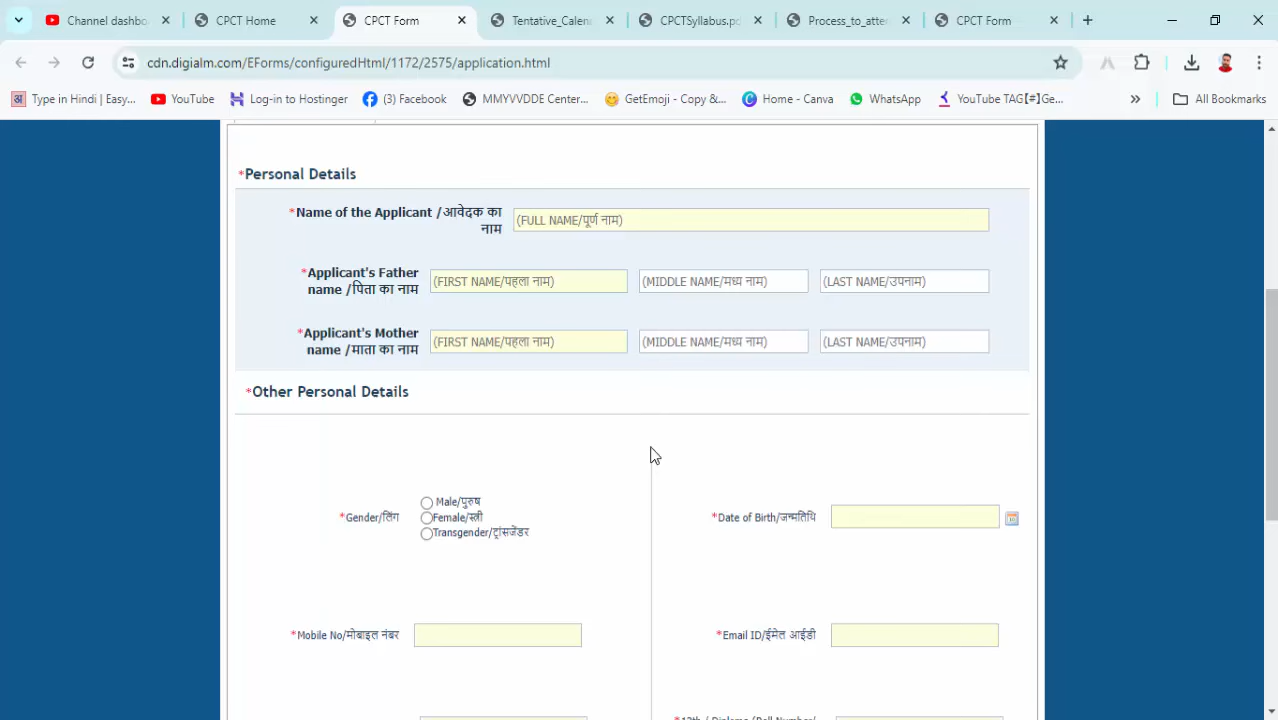 Channel dashbo
CPCT Home
CPCT Form
Tentative_Calen
CPCTSyllabus.pd
Process_to_atte
CPCT Form
cdn.digialm.com/EForms/configuredHtml/1172/2575/application.html
अ Type in Hindi | Easy...
YouTube
Log-in to Hostinger
(3) Facebook
MMYVVDDE Center...
GetEmoji - Copy &...
Home - Canva
WhatsApp
YouTube TAG【#】Ge...
All Bookmarks
*Personal Details
*Name of the Applicant /आवेदक का
नाम
(FULL NAME/पूर्ण नाम)
*Applicant's Father
name /पिता का नाम
(FIRST NAME/पहला नाम) (MIDDLE NAME/मध्य नाम) (LAST NAME/उपनाम)
*Applicant's Mother
name /माता का नाम
(FIRST NAME/पहला नाम) (MIDDLE NAME/मध्य नाम) (LAST NAME/उपनाम)
*Other Personal Details
*Gender/लिंग
Male/पुरुष
Female/स्त्री
Transgender/ट्रांसजेंडर
*Date of Birth/जन्मतिथि
*Mobile No/मोबाइल नंबर
*Email ID/ईमेल आईडी